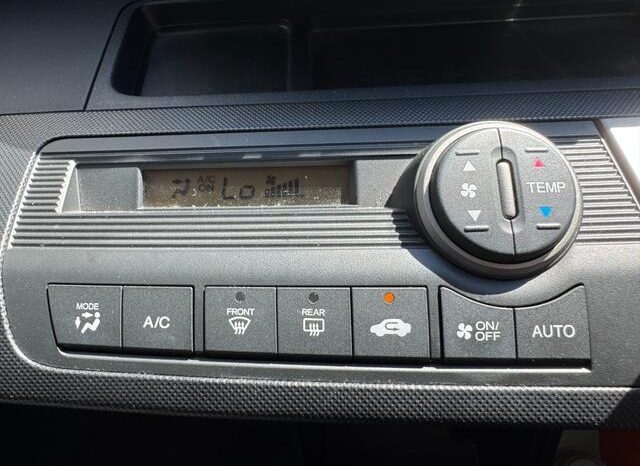 A/C
ON
Lo
TEMP
MODE
A/C
FRONT
REAR
ON/
OFF
AUTO